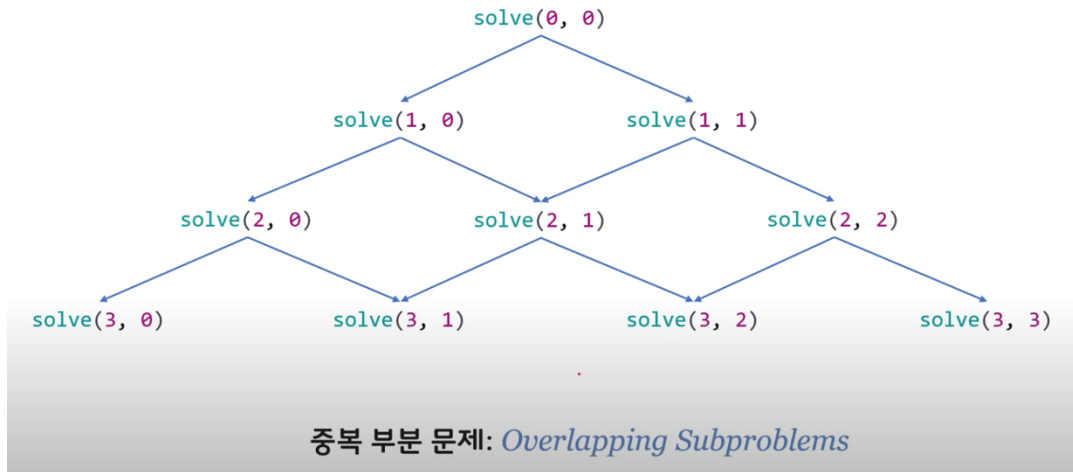 solve(0, 0)
solve(1, 0) solve(1, 1)
solve(2, 0) solve(2, 1) solve(2, 2)
solve(3, 0) solve(3, 1) solve(3, 2) solve(3, 3)
중복 부분 문제: Overlapping Subproblems